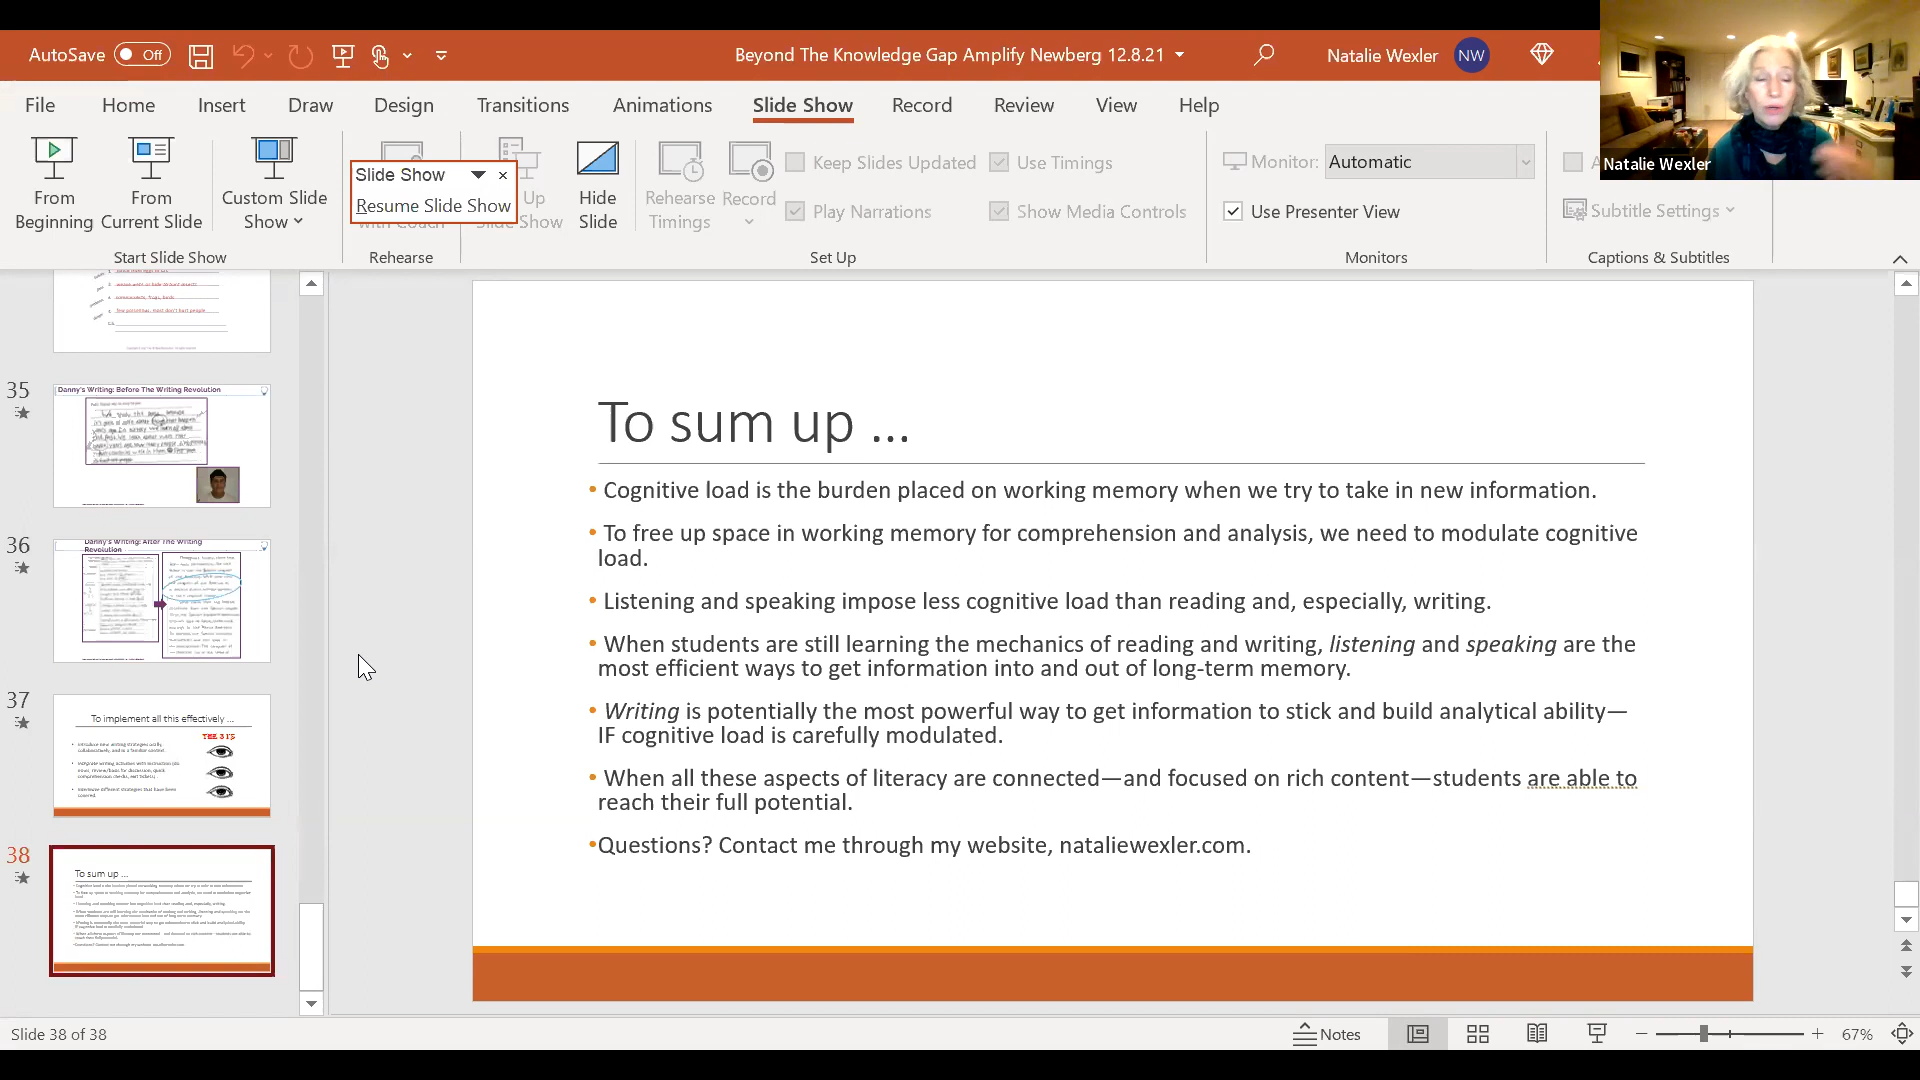 AutoSave Off
Beyond The Knowledge Gap Amplify Newberg 12.8.21
Natalie Wexler NW
File Home Insert Draw Design Transitions Animations Slide Show Record Review View Help
From Beginning
From Current Slide
Custom Slide Show
Start Slide Show
Slide Show
Resume Slide Show
with Coach
Rehearse
Up
Slide Show
Hide Slide
Rehearse Timings
Record
Keep Slides Updated
Play Narrations
Use Timings
Show Media Controls
Set Up
Monitor: Automatic
Use Presenter View
Monitors
Subtitle Settings
Captions & Subtitles
Natalie Wexler
35
Danny's Writing: Before The Writing Revolution
36
Danny's Writing: After The Writing
Revolution
37
To implement all this effectively ...
THE 3 I'S
38
To sum up ...
To sum up ...
• Cognitive load is the burden placed on working memory when we try to take in new information.
• To free up space in working memory for comprehension and analysis, we need to modulate cognitive
load.
• Listening and speaking impose less cognitive load than reading and, especially, writing.
• When students are still learning the mechanics of reading and writing, listening and speaking are the
most efficient ways to get information into and out of long-term memory.
• Writing is potentially the most powerful way to get information to stick and build analytical ability—
IF cognitive load is carefully modulated.
• When all these aspects of literacy are connected—and focused on rich content—students are able to
reach their full potential.
•Questions? Contact me through my website, nataliewexler.com.
Slide 38 of 38
Notes
67%